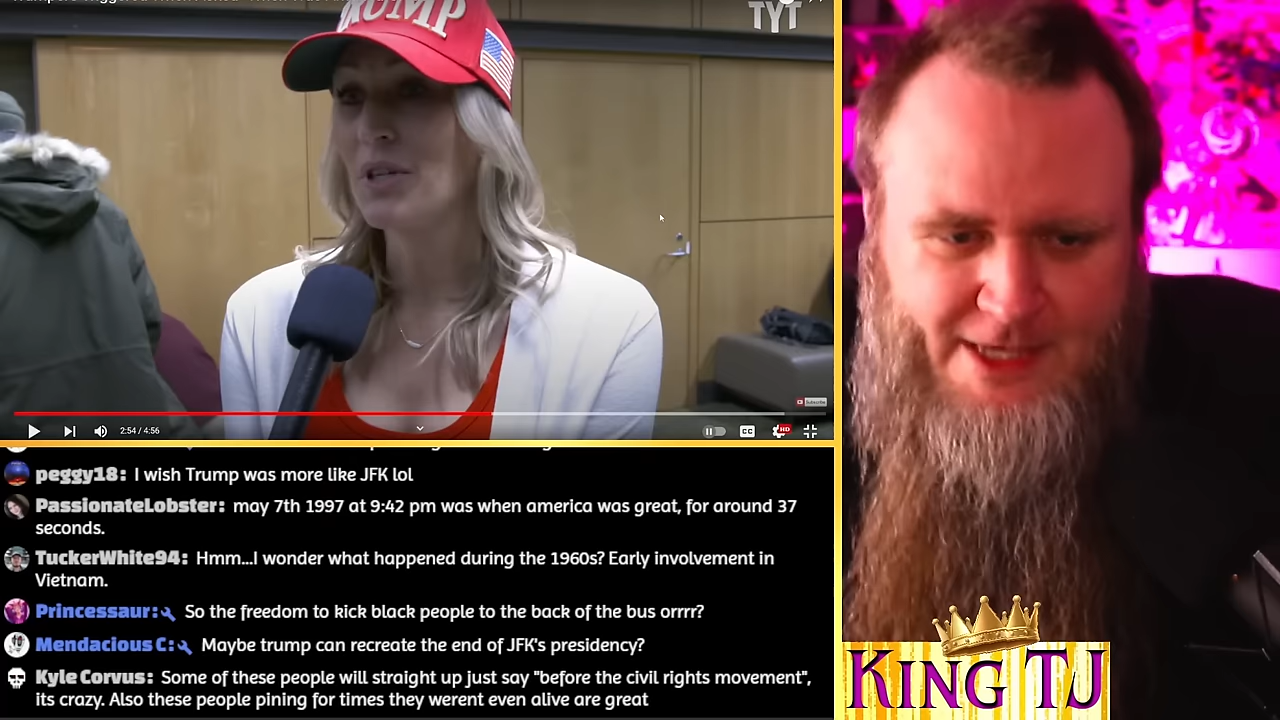 TRUMP
TYT
Subscribe
2:54 / 4:56
CC
HD
peggy18: I wish Trump was more like JFK lol
PassionateLobster: may 7th 1997 at 9:42 pm was when america was great, for around 37
seconds.
TuckerWhite94: Hmm...I wonder what happened during the 1960s? Early involvement in
Vietnam.
Princessaur: So the freedom to kick black people to the back of the bus orrrr?
Mendacious C: Maybe trump can recreate the end of JFK's presidency?
Kyle Corvus: Some of these people will straight up just say "before the civil rights movement",
its crazy. Also these people pining for times they werent even alive are great
KING TJ